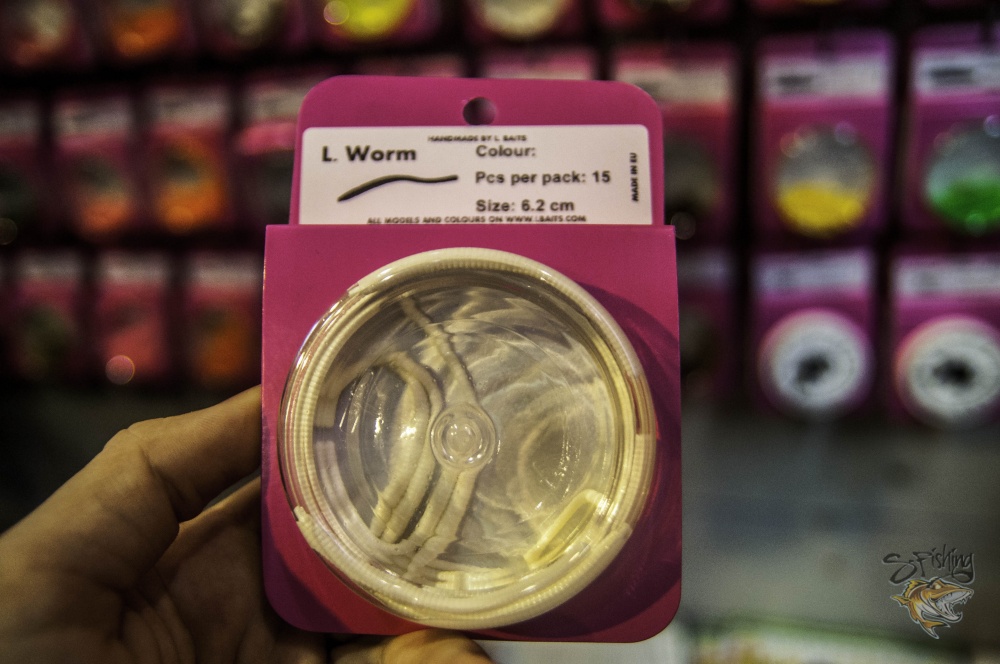 HANDMADE BY L BAITS
L. Worm
Colour:
Pcs per pack: 15
Size: 6.2 cm
MADE IN EU
ALL MODELS AND COLOURS ON WWW.LBAITS.COM
SFishing